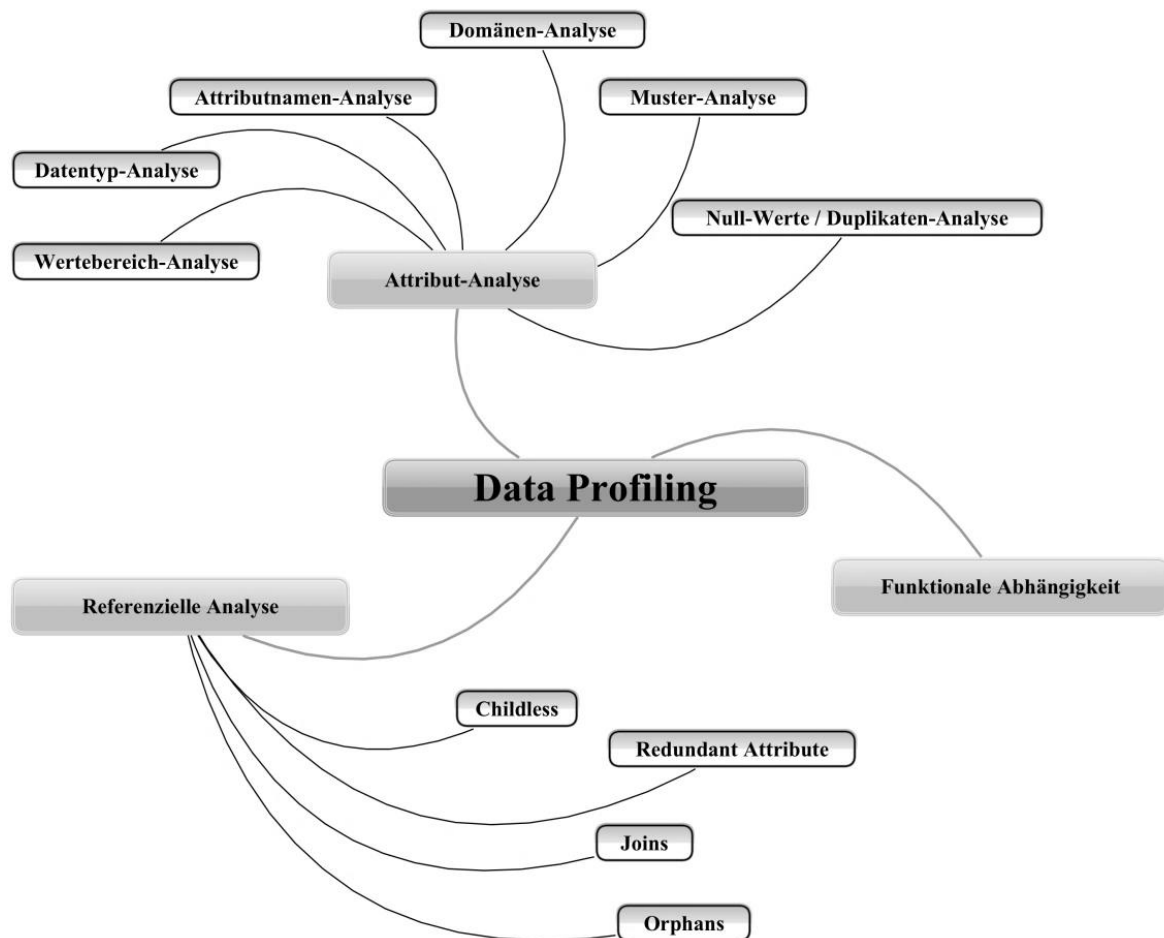 Domänen-Analyse
Attributnamen-Analyse
Muster-Analyse
Datentyp-Analyse
Null-Werte / Duplikaten-Analyse
Wertebereich-Analyse
Attribut-Analyse
Data Profiling
Funktionale Abhängigkeit
Referenzielle Analyse
Childless
Redundant Attribute
Joins
Orphans